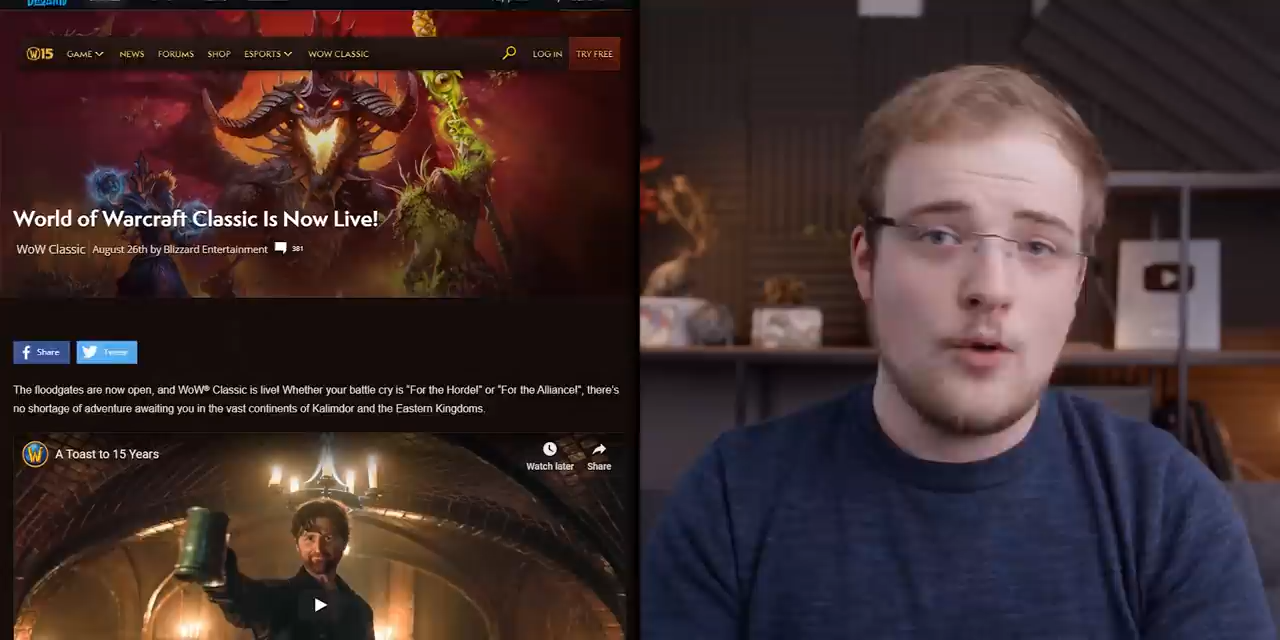 15
GAME
NEWS
FORUMS
SHOP
ESPORTS
WOW CLASSIC
LOG IN
TRY FREE
World of Warcraft Classic Is Now Live!
WoW Classic August 26th by Blizzard Entertainment 381
Share
Tweet
The floodgates are now open, and WoW® Classic is live! Whether your battle cry is “For the Horde!” or “For the Alliance!”, there’s
no shortage of adventure awaiting you in the vast continents of Kalimdor and the Eastern Kingdoms.
A Toast to 15 Years
Watch later
Share